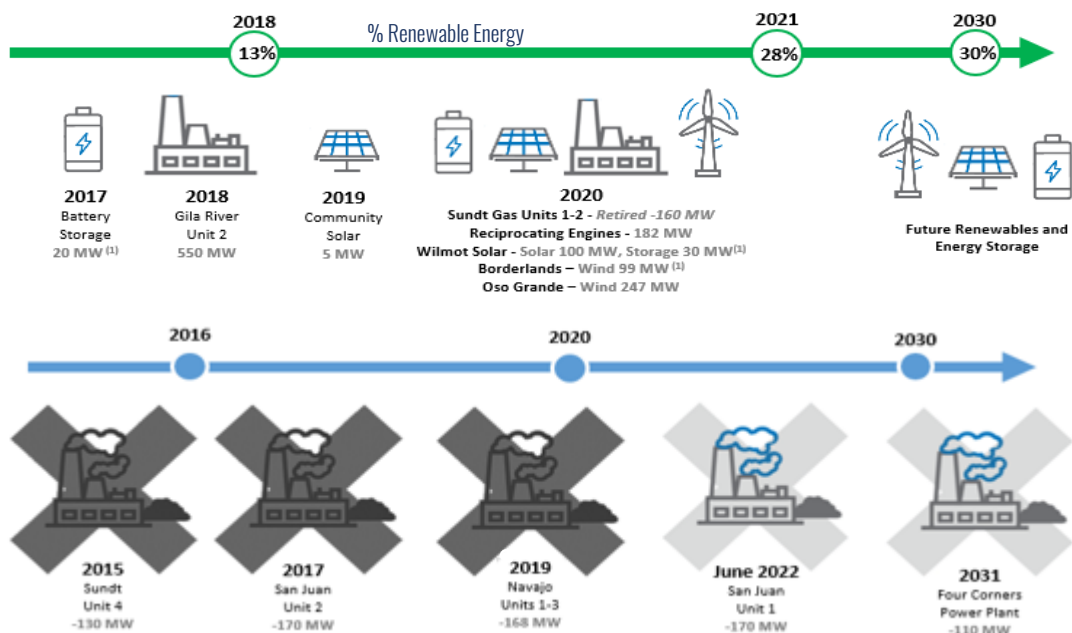 2018
2021
2030
% Renewable Energy
13%
28%
30%
2017
Battery
Storage
20 MW (1)
2018
Gila River
Unit 2
550 MW
2019
Community
Solar
5 MW
2020
Sundt Gas Units 1-2 - Retired -160 MW
Reciprocating Engines - 182 MW
Wilmot Solar - Solar 100 MW, Storage 30 MW(1)
Borderlands – Wind 99 MW (1)
Oso Grande – Wind 247 MW
Future Renewables and
Energy Storage
2016
2020
2030
2015
Sundt
Unit 4
-130 MW
2017
San Juan
Unit 2
-170 MW
2019
Navajo
Units 1-3
-168 MW
June 2022
San Juan
Unit 1
-170 MW
2031
Four Corners
Power Plant
-110 MW